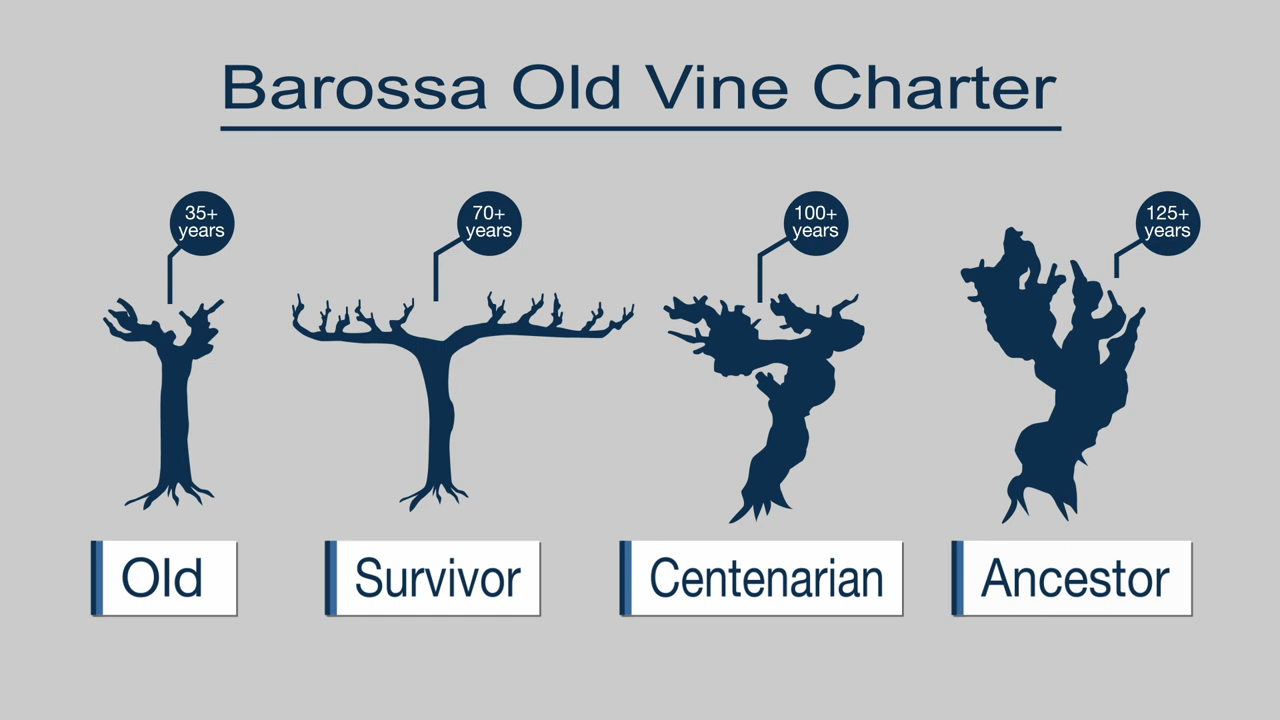 Barossa Old Vine Charter
35+
years
70+
years
100+
years
125+
years
Old
Survivor
Centenarian
Ancestor